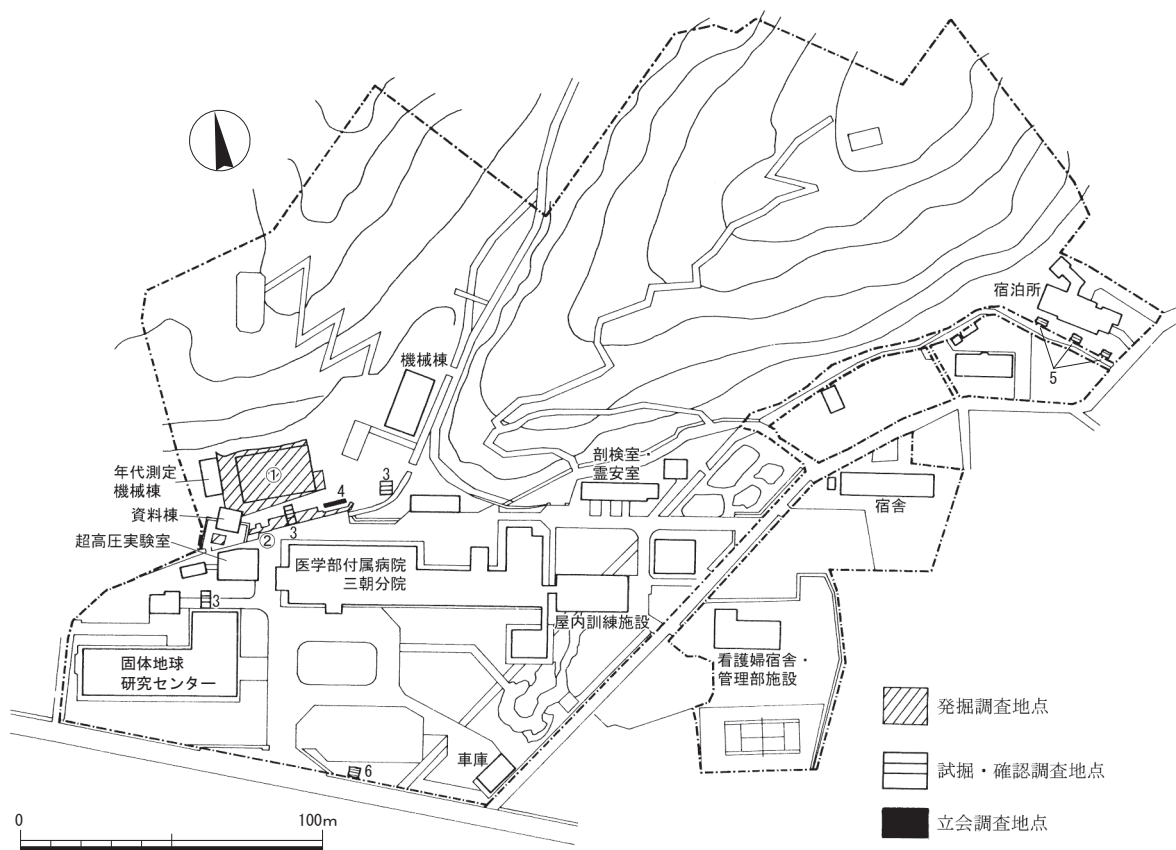 宿泊所
5
機械棟
剖検室・
霊安室
3
4
①
年代測定
機械棟
資料棟
3
②
超高圧実験室
宿舎
医学部付属病院
三朝分院
屋内訓練施設
3
固体地球
研究センター
看護婦宿舎・
管理部施設
車庫
6
発掘調査地点
試掘・確認調査地点
立会調査地点
0
100m